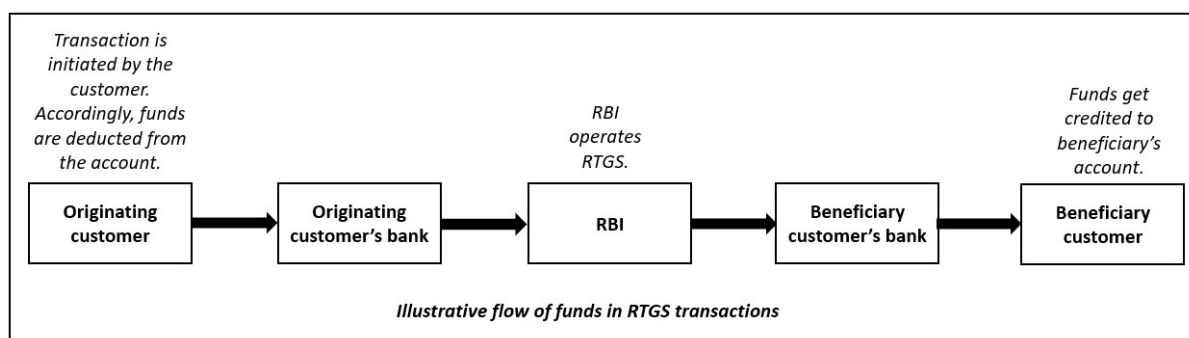 Transaction is
initiated by the
customer.
Accordingly, funds
are deducted from
the account.
RBI
operates
RTGS.
Funds get
credited to
beneficiary's
account.
Originating
customer
Originating
customer's bank
RBI
Beneficiary
customer's bank
Beneficiary
customer
Illustrative flow of funds in RTGS transactions